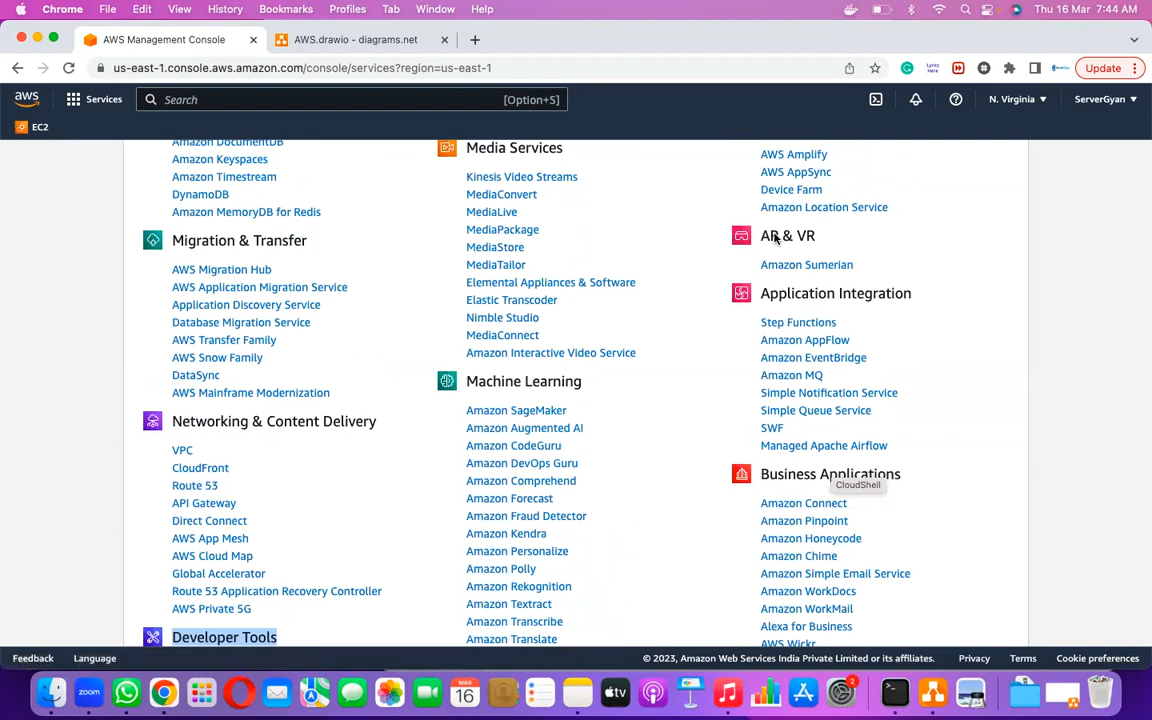 Chrome File Edit View History Bookmarks Profiles Tab Window Help Thu 16 Mar 7:44 AM
AWS Management Console AWS.drawio - diagrams.net
us-east-1.console.aws.amazon.com/console/services?region=us-east-1 Update
aws Services Search [Option+S] N. Virginia ServerGyan
EC2
Amazon DocumentDB
Amazon Keyspaces
Amazon Timestream
DynamoDB
Amazon MemoryDB for Redis
Migration & Transfer
AWS Migration Hub
AWS Application Migration Service
Application Discovery Service
Database Migration Service
AWS Transfer Family
AWS Snow Family
DataSync
AWS Mainframe Modernization
Networking & Content Delivery
VPC
CloudFront
Route 53
API Gateway
Direct Connect
AWS App Mesh
AWS Cloud Map
Global Accelerator
Route 53 Application Recovery Controller
AWS Private 5G
Developer Tools
Media Services
Kinesis Video Streams
MediaConvert
MediaLive
MediaPackage
MediaStore
MediaTailor
Elemental Appliances & Software
Elastic Transcoder
Nimble Studio
MediaConnect
Amazon Interactive Video Service
Machine Learning
Amazon SageMaker
Amazon Augmented AI
Amazon CodeGuru
Amazon DevOps Guru
Amazon Comprehend
Amazon Forecast
Amazon Fraud Detector
Amazon Kendra
Amazon Personalize
Amazon Polly
Amazon Rekognition
Amazon Textract
Amazon Transcribe
Amazon Translate
AWS Amplify
AWS AppSync
Device Farm
Amazon Location Service
AR & VR
Amazon Sumerian
Application Integration
Step Functions
Amazon AppFlow
Amazon EventBridge
Amazon MQ
Simple Notification Service
Simple Queue Service
SWF
Managed Apache Airflow
Business Applications
CloudShell
Amazon Connect
Amazon Pinpoint
Amazon Honeycode
Amazon Chime
Amazon Simple Email Service
Amazon WorkDocs
Amazon WorkMail
Alexa for Business
AWS Wickr
Feedback Language © 2023, Amazon Web Services India Private Limited or its affiliates. Privacy Terms Cookie preferences
zoom MAR 16 tv 2